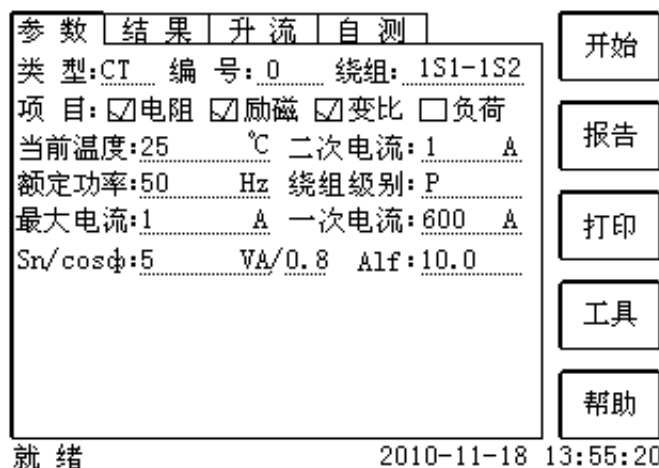 参 数 结 果 升 流 自 测
类 型:CT 编 号:0 绕组: 1S1-1S2
项 目: ☑电阻 ☑励磁 ☑变比 ☐负荷
当前温度:25 ℃ 二次电流:1 A
额定功率:50 Hz 绕组级别:P
最大电流:1 A 一次电流:600 A
Sn/cosф:5 VA/0.8 Alf:10.0
开始
报告
打印
工具
帮助
就 绪 2010-11-18 13:55:20